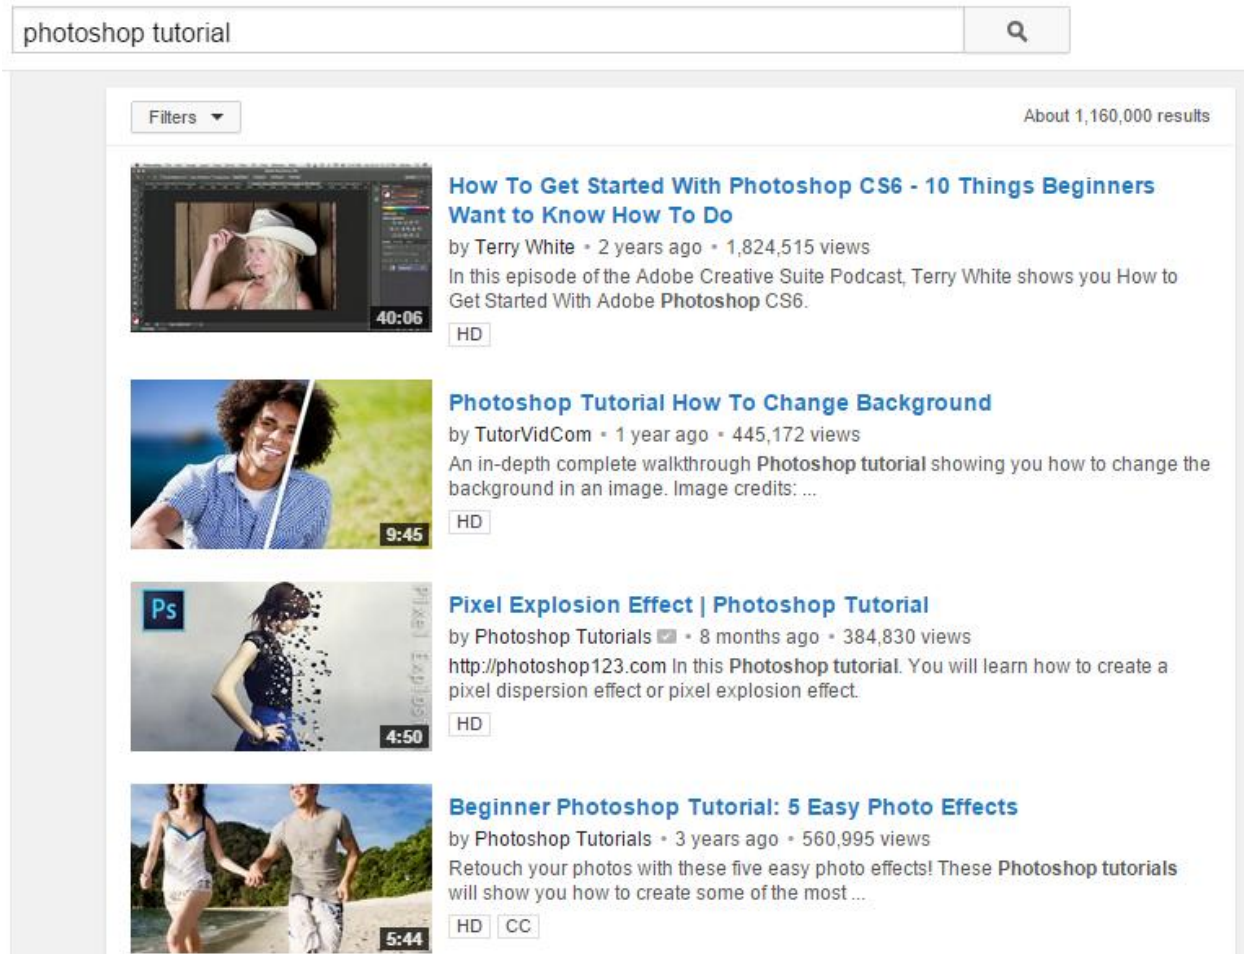 photoshop tutorial
Filters
About 1,160,000 results
How To Get Started With Photoshop CS6 - 10 Things Beginners
Want to Know How To Do
by Terry White • 2 years ago • 1,824,515 views
In this episode of the Adobe Creative Suite Podcast, Terry White shows you How to
Get Started With Adobe Photoshop CS6.
40:06
HD
Photoshop Tutorial How To Change Background
by TutorVidCom • 1 year ago • 445,172 views
An in-depth complete walkthrough Photoshop tutorial showing you how to change the
background in an image. Image credits: ...
9:45
HD
Ps
Pixel Explosion Effect | Photoshop Tutorial
by Photoshop Tutorials • 8 months ago • 384,830 views
http://photoshop123.com In this Photoshop tutorial. You will learn how to create a
pixel dispersion effect or pixel explosion effect.
4:50
HD
Beginner Photoshop Tutorial: 5 Easy Photo Effects
by Photoshop Tutorials • 3 years ago • 560,995 views
Retouch your photos with these five easy photo effects! These Photoshop tutorials
will show you how to create some of the most ...
5:44
HD CC